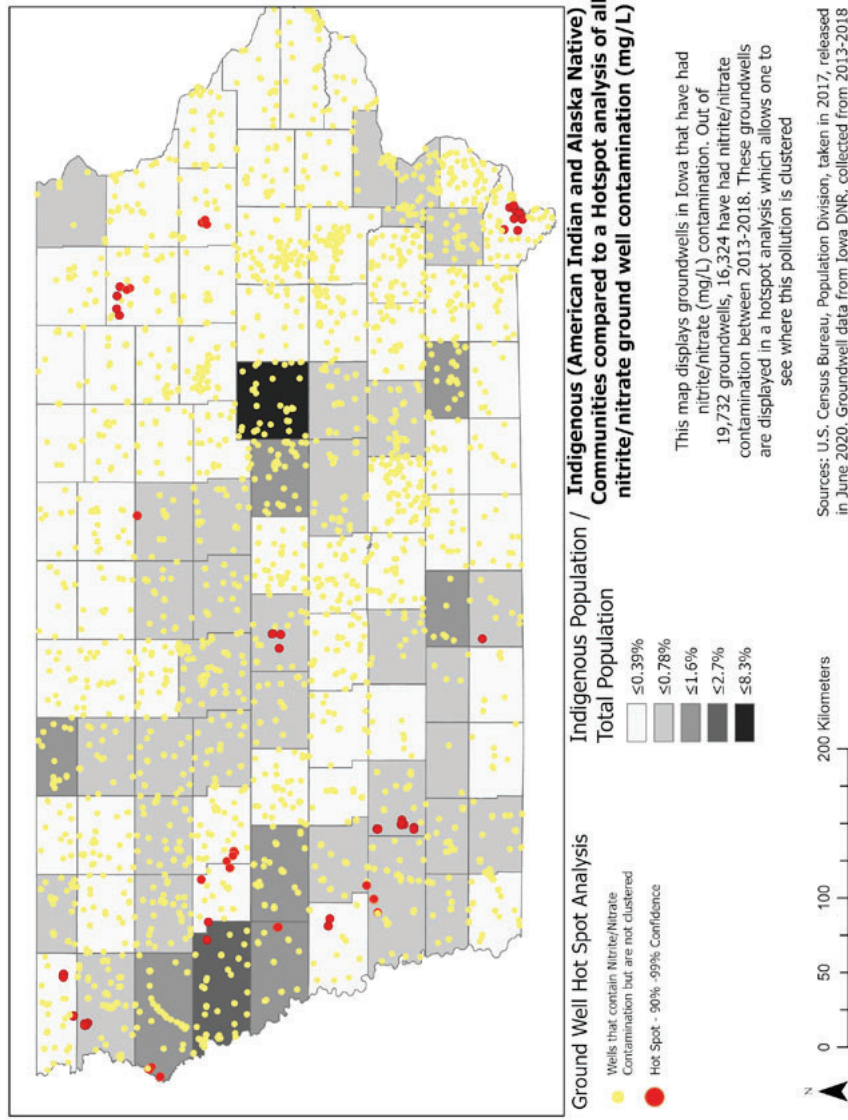 Ground Well Hot Spot Analysis
Wells that contain Nitrite/Nitrate
Contamination but are not clustered
Hot Spot - 90% -99% Confidence
Indigenous Population /
Total Population
≤0.39%
≤0.78%
≤1.6%
≤2.7%
≤8.3%
Indigenous (American Indian and Alaska Native)
Communities compared to a Hotspot analysis of all
nitrite/nitrate ground well contamination (mg/L)
This map displays groundwells in Iowa that have had
nitrite/nitrate (mg/L) contamination. Out of
19,732 groundwells, 16,324 have had nitrite/nitrate
contamination between 2013-2018. These groundwells
are displayed in a hotspot analysis which allows one to
see where this pollution is clustered
N
0 50 100 200 Kilometers
Sources: U.S. Census Bureau, Population Division, taken in 2017, released
in June 2020. Groundwell data from Iowa DNR, collected from 2013-2018